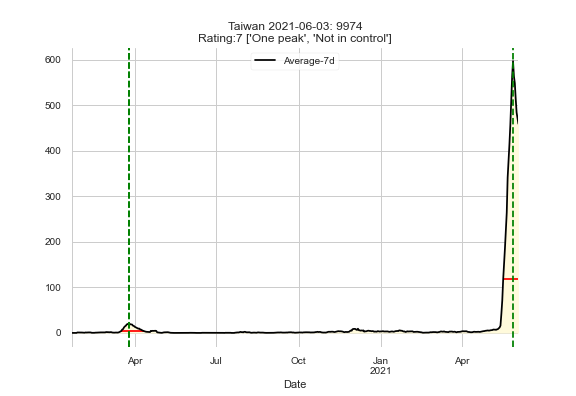 Taiwan 2021-06-03: 9974
Rating:7 ['One peak', 'Not in control']
Average-7d
600
500
400
300
200
100
0
Apr
Jul
Oct
Jan
2021
Apr
Date